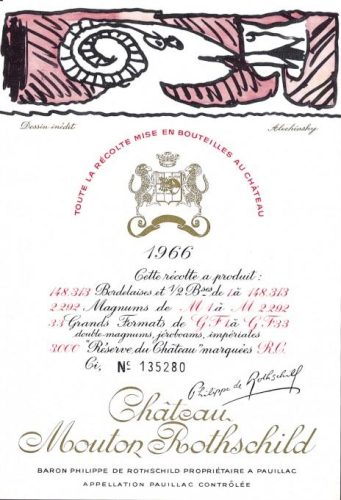 Dessin inédit
Alechinsky
TOUTE LA RÉCOLTE MISE EN BOUTEILLES AU CHÂTEAU
1966
Cette récolte a produit :
148.313 Bordelaises et 1/2 Bses de 1 à 148.313
2.292 Magnums de M 1 à M 2.292
33 Grands Formats de G F 1 à G F 33
double-magnums, jéroboams, impériales
3000 "Réserve du Château" marquées R.C.
Ci, No 135280
Philippe de Rothschild
Château
Mouton Rothschild
BARON PHILIPPE DE ROTHSCHILD PROPRIÉTAIRE A PAUILLAC
APPELLATION PAUILLAC CONTRÔLÉE